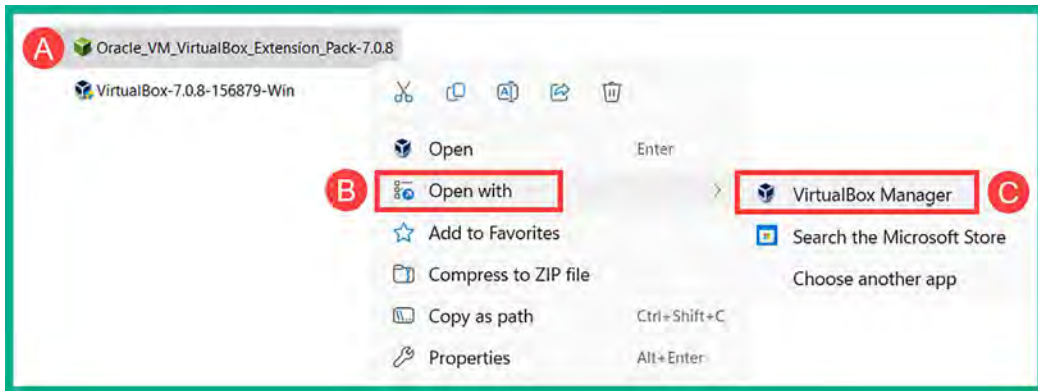 A Oracle_VM_VirtualBox_Extension_Pack-7.0.8
VirtualBox-7.0.8-156879-Win
Open Enter
B Open with VirtualBox Manager C
Add to Favorites Search the Microsoft Store
Compress to ZIP file Choose another app
Copy as path Ctrl+Shift+C
Properties Alt+Enter